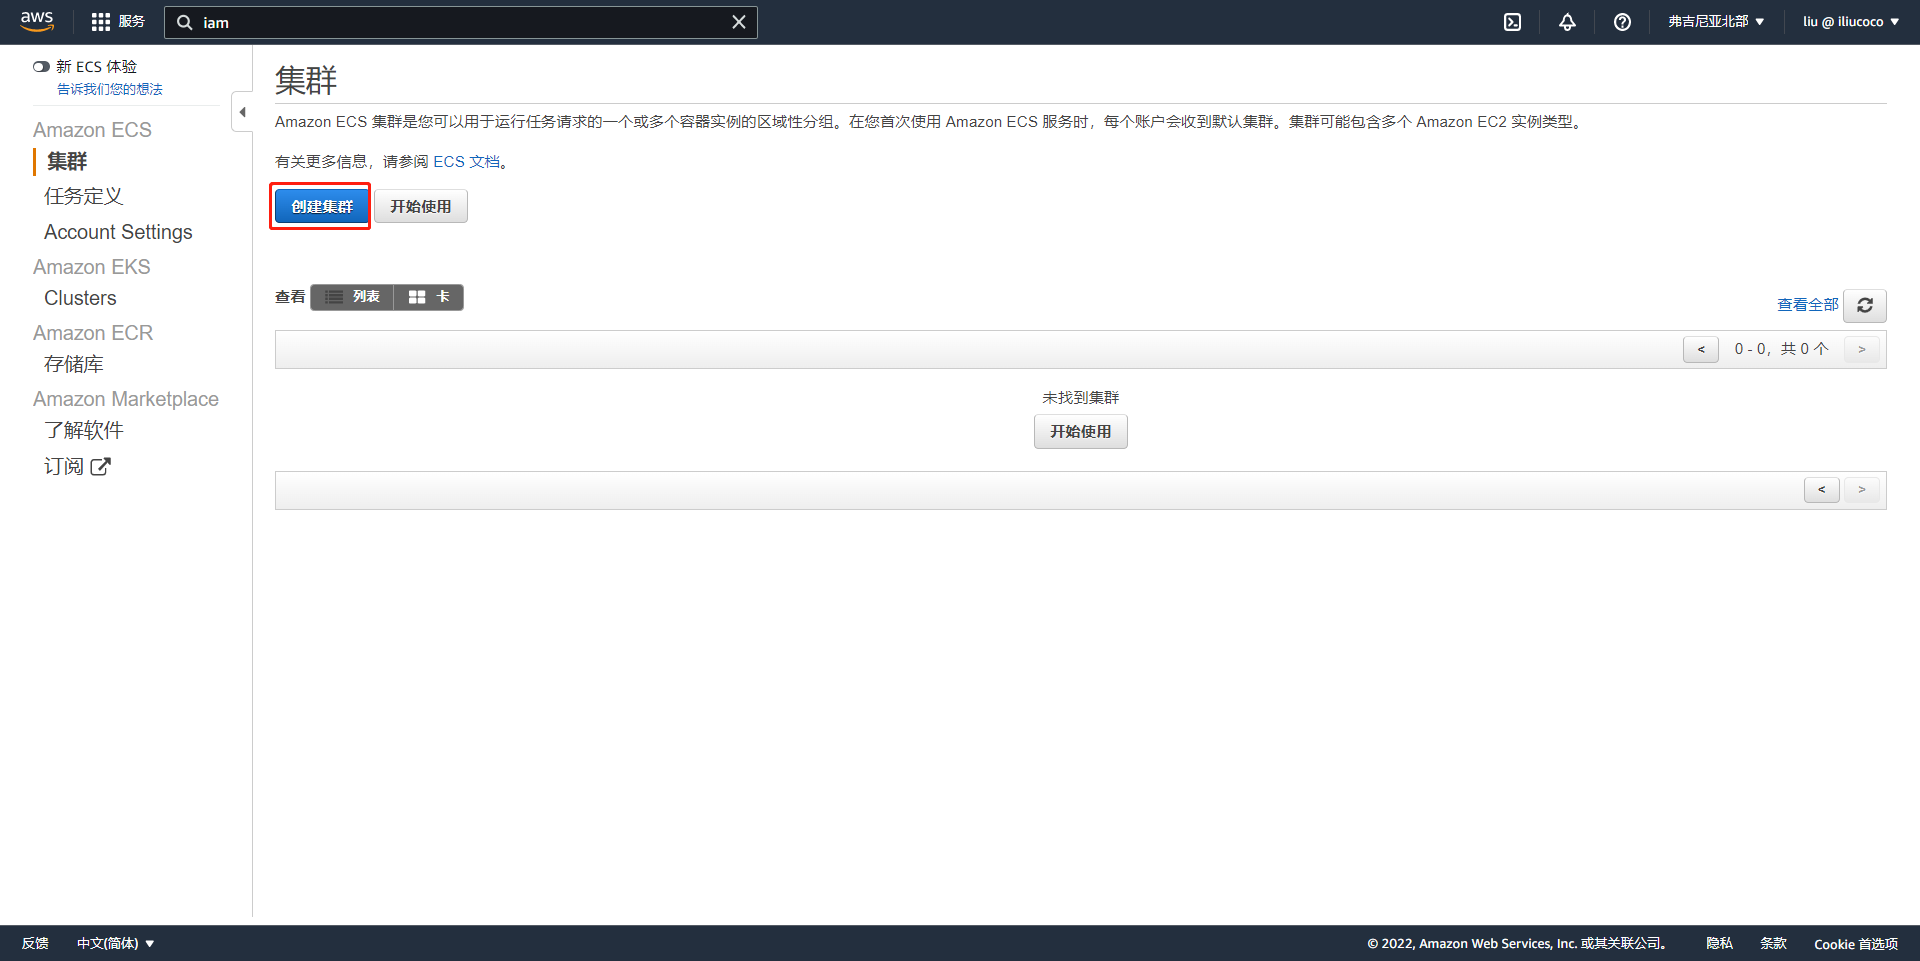 aws 服务 iam 弗吉尼亚北部 liu @ iliucoco
新 ECS 体验
告诉我们您的想法
Amazon ECS
集群
任务定义
Account Settings
Amazon EKS
Clusters
Amazon ECR
存储库
Amazon Marketplace
了解软件
订阅
集群
Amazon ECS 集群是您可以用于运行任务请求的一个或多个容器实例的区域性分组。在您首次使用 Amazon ECS 服务时，每个账户会收到默认集群。集群可能包含多个 Amazon EC2 实例类型。
有关更多信息，请参阅 ECS 文档。
创建集群 开始使用
查看 列表 卡
查看全部
< 0 - 0，共 0 个 >
未找到集群
开始使用
< >
反馈 中文(简体) © 2022, Amazon Web Services, Inc. 或其关联公司。 隐私 条款 Cookie 首选项